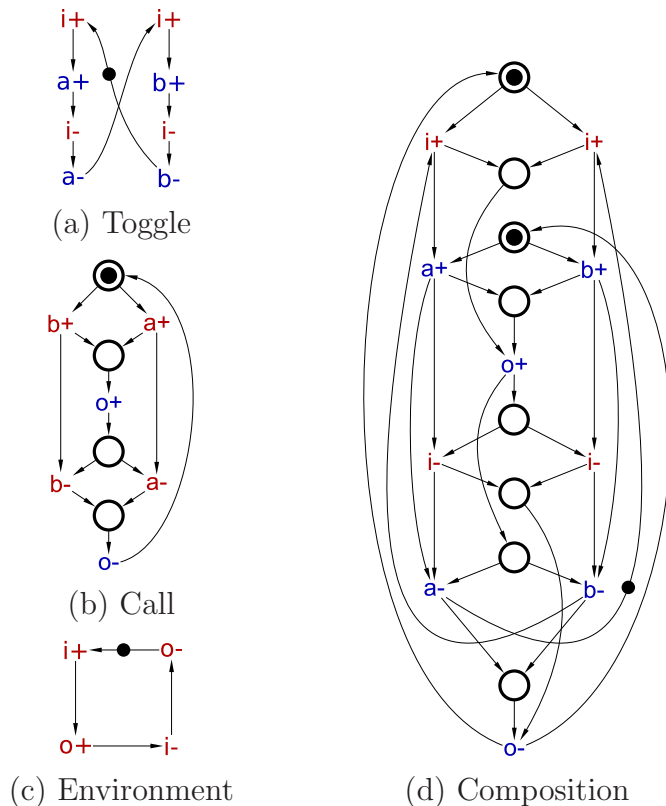 i+ i+
a+ b+
i- i-
a- b-
(a) Toggle
b+ a+
o+
b- a-
o-
(b) Call
i+ o-
o+ i-
(c) Environment
i+ i+
a+ b+
o+
i- i-
a- b-
o-
(d) Composition